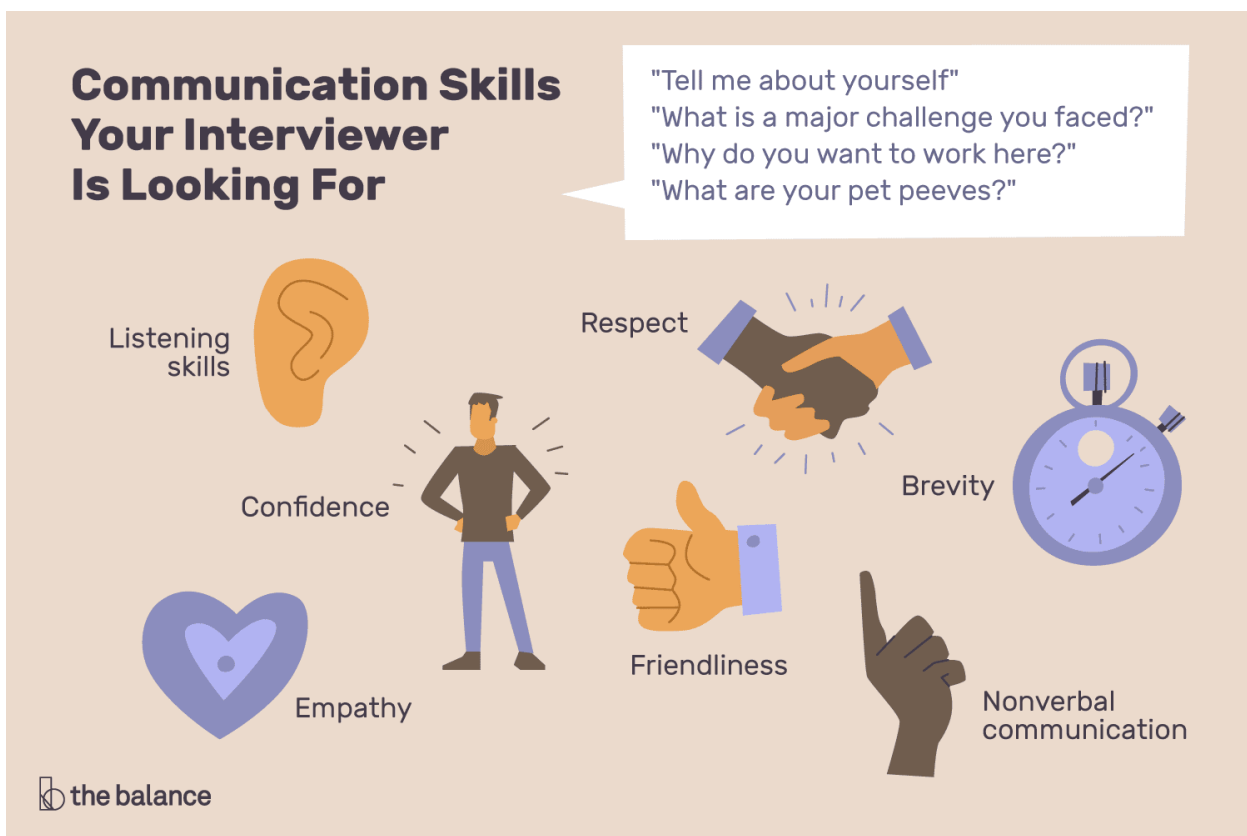 Communication Skills
Your Interviewer
Is Looking For
"Tell me about yourself"
"What is a major challenge you faced?"
"Why do you want to work here?"
"What are your pet peeves?"
Listening
skills
Respect
Confidence
Brevity
Empathy
Friendliness
Nonverbal
communication
the balance